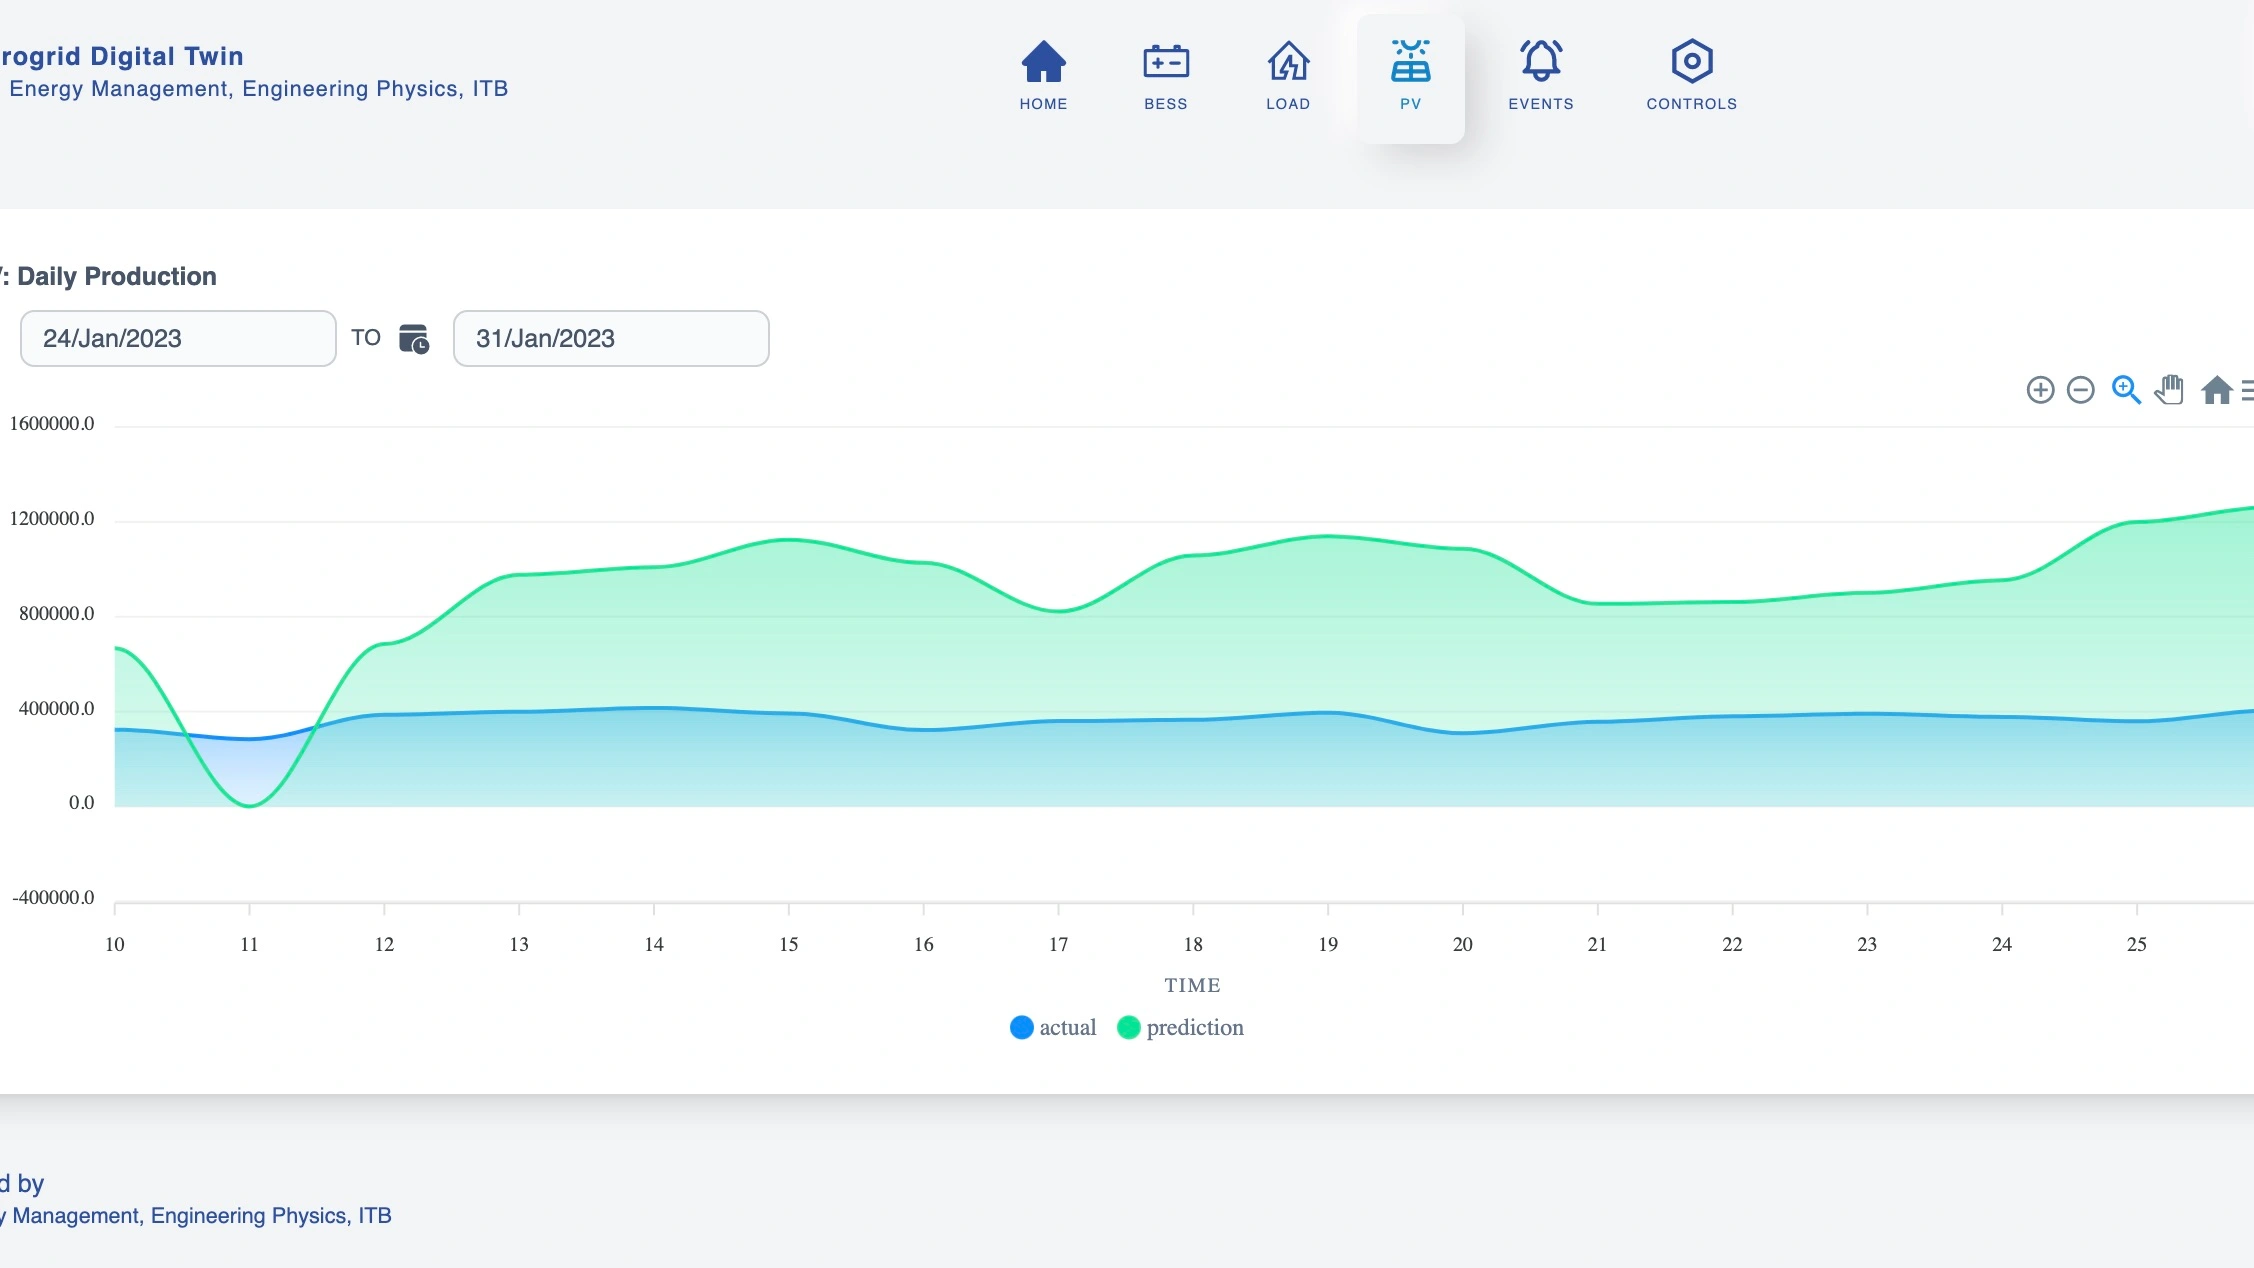 rogrid Digital Twin
Energy Management, Engineering Physics, ITB
HOME
BESS
LOAD
PV
EVENTS
CONTROLS
: Daily Production
24/Jan/2023
TO
31/Jan/2023
1600000.0
1200000.0
800000.0
400000.0
0.0
-400000.0
10 11 12 13 14 15 16 17 18 19 20 21 22 23 24 25
TIME
actual prediction
d by
y Management, Engineering Physics, ITB